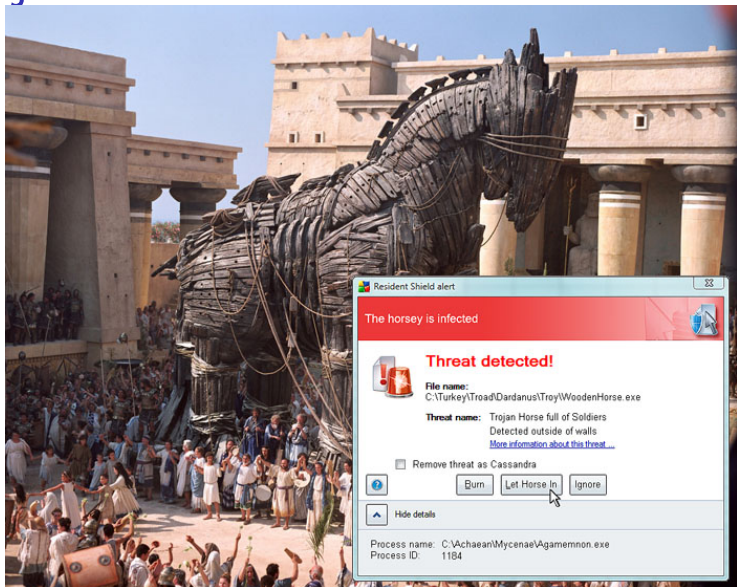 Resident Shield alert
The horsey is infected
Threat detected!
File name:
C:\Turkey\Troad\Dardanus\Troy\WoodenHorse.exe
Threat name: Trojan Horse full of Soldiers
Detected outside of walls
More information about this threat ...
Remove threat as Cassandra
Burn Let Horse In Ignore
Hide details
Process name: C:\Achaean\Mycenae\Agamemnon.exe
Process ID: 1184